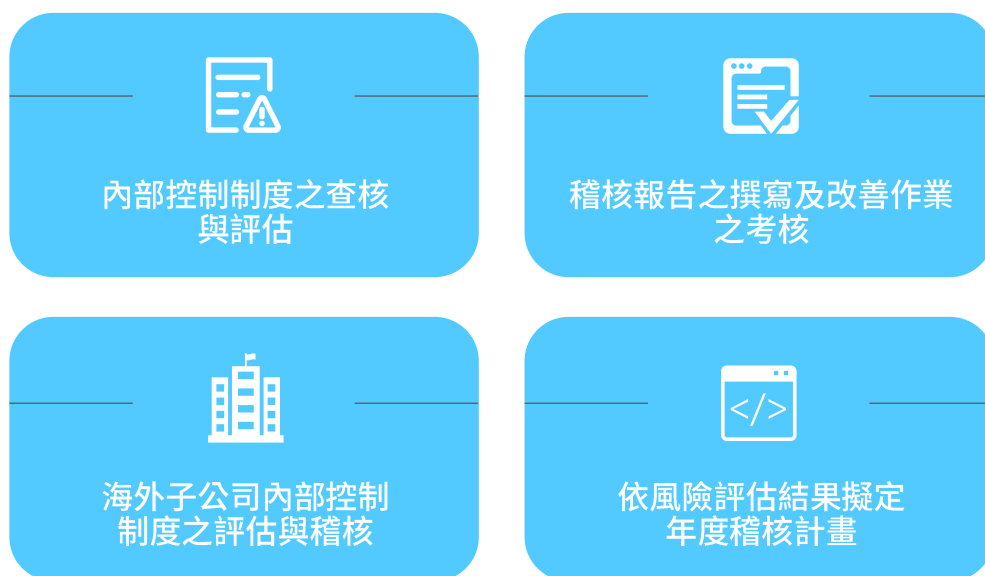 內部控制制度之查核
與評估
稽核報告之撰寫及改善作業
之考核
</>
海外子公司內部控制
制度之評估與稽核
依風險評估結果擬定
年度稽核計畫